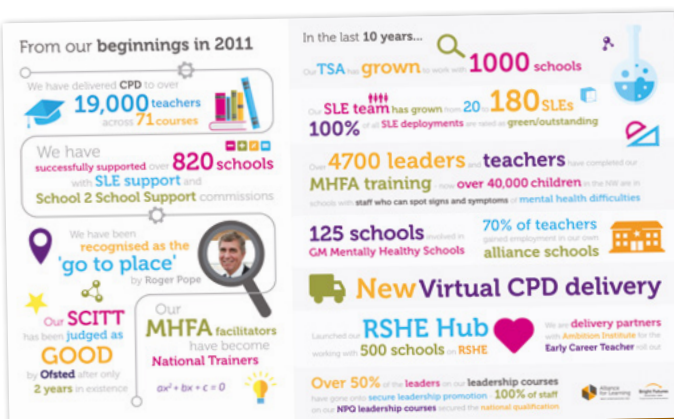 From our beginnings in 2011
We have delivered CPD to over
19,000 teachers
across 71 courses
We have
successfully supported over 820 schools
with SLE support and
School 2 School Support commissions
We have been
recognised as the
'go to place'
by Roger Pope
Our SCITT
has been judged as
GOOD
by Ofsted after only
2 years in existence
Our
MHFA facilitators
have become
National Trainers
ax² + bx + c = 0
In the last 10 years...
Our TSA has grown to work with 1000 schools
Our SLE team has grown from 20 to 180 SLEs
100% of all SLE deployments are rated as green/outstanding
Over 4700 leaders and teachers have completed our
MHFA training - now over 40,000 children in the NW are in
schools with staff who can spot signs and symptoms of mental health difficulties
125 schools involved in
GM Mentally Healthy Schools
70% of teachers
gained employment in our own
alliance schools
New Virtual CPD delivery
Launched our RSHE Hub
working with 500 schools on RSHE
We are delivery partners
with Ambition Institute for the
Early Career Teacher roll out
Over 50% of the leaders on our leadership courses
have gone onto secure leadership promotion 100% of staff
on our NPQ leadership courses secured the national qualification
Alliance
for Learning
Bright Futures